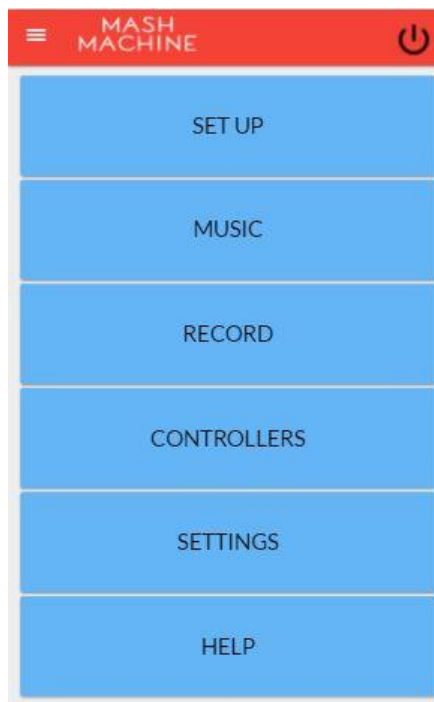 MASH
MACHINE
SET UP
MUSIC
RECORD
CONTROLLERS
SETTINGS
HELP